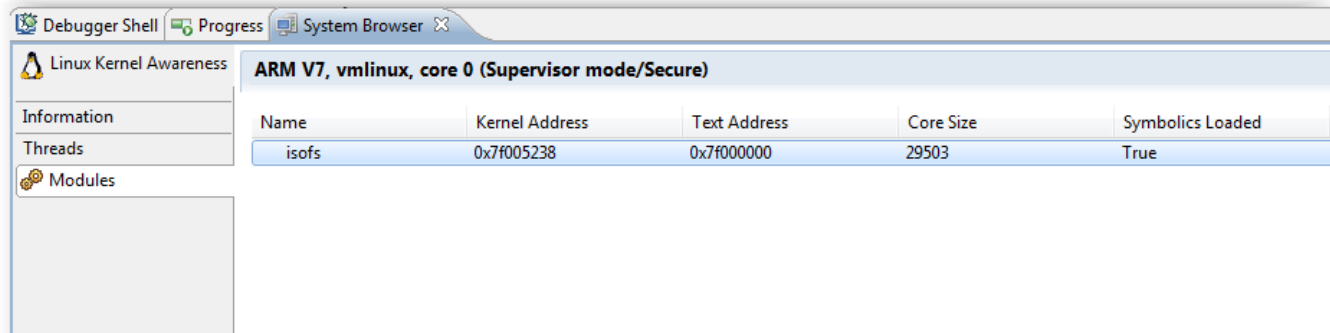 Debugger Shell Progress System Browser
Linux Kernel Awareness
ARM V7, vmlinux, core 0 (Supervisor mode/Secure)
Information
Threads
Modules
Name Kernel Address Text Address Core Size Symbolics Loaded
isofs 0x7f005238 0x7f000000 29503 True